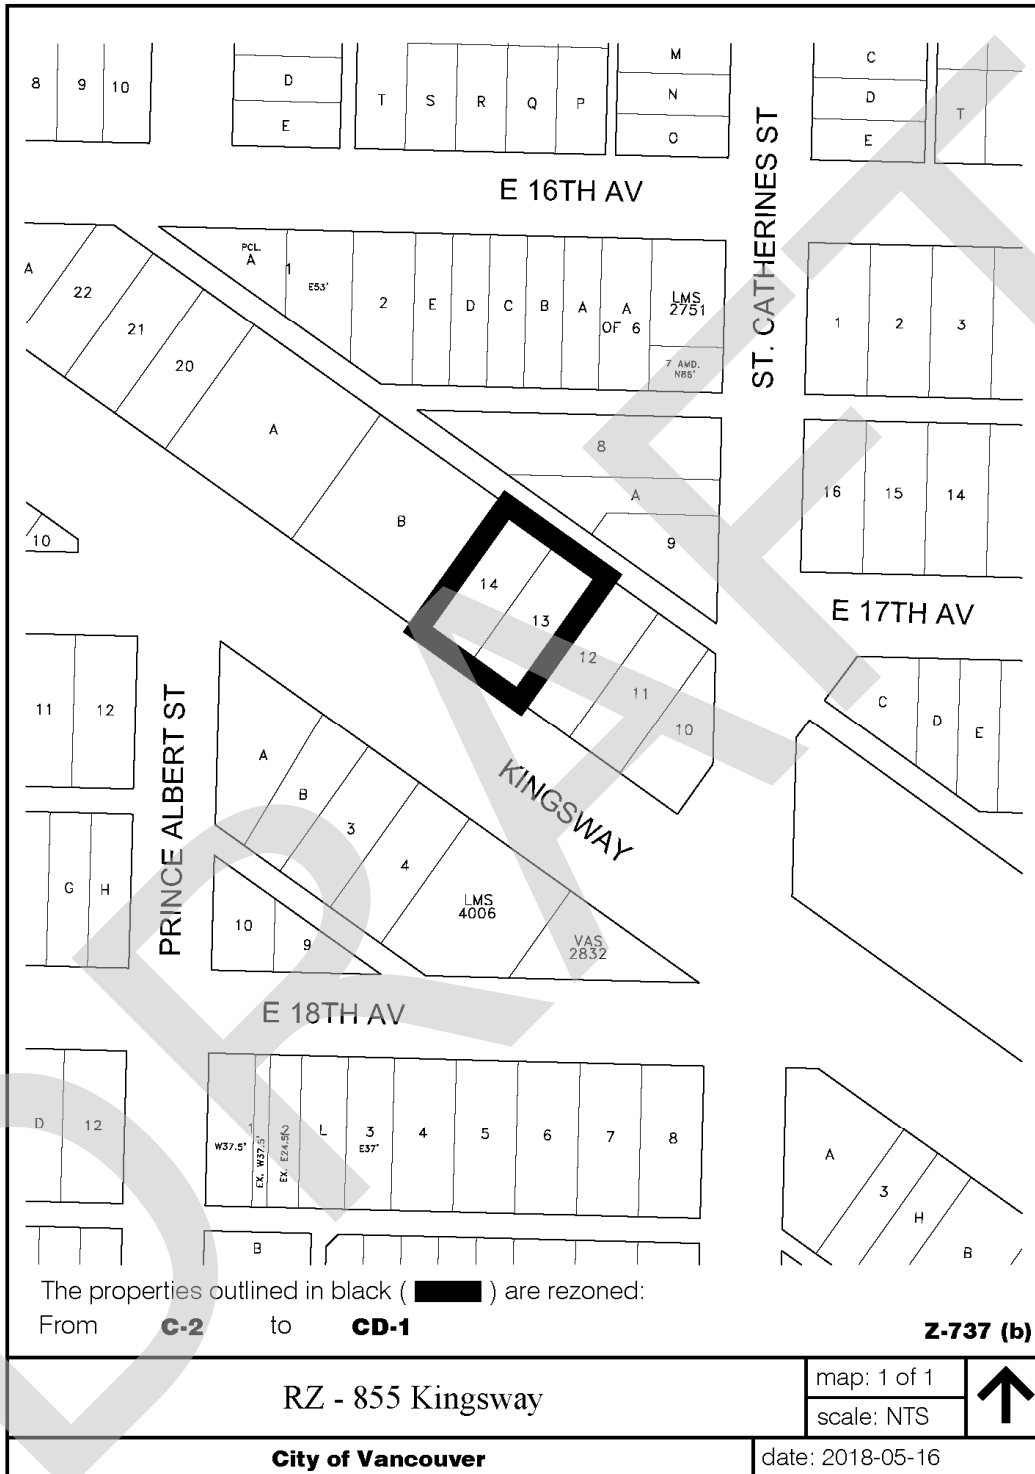 8 9 10
D
E
T S R Q P
M
N
O
C
D
E
T
E 16TH AV
ST. CATHERINES ST
A 22 21 20 A B
PCL.
A
1
E53'
2 E D C B A
A
OF 6
LMS
2751
7 AMD.
N86'
1 2 3
8
A
9
16 15 14
10
14 13 12 11 10
E 17TH AV
C D E
11 12
PRINCE ALBERT ST
KINGSWAY
A B 3 4
LMS
4006
VAS
2832
G H
10 9
E 18TH AV
D 12
1
W37.5'
EX. W37.5'
2
EX. E24.5'
L
3
E37'
4 5 6 7 8
A 3 H B
B
DRAFT
The properties outlined in black ( ) are rezoned:
From C-2 to CD-1
Z-737 (b)
RZ - 855 Kingsway
map: 1 of 1
scale: NTS
City of Vancouver
date: 2018-05-16